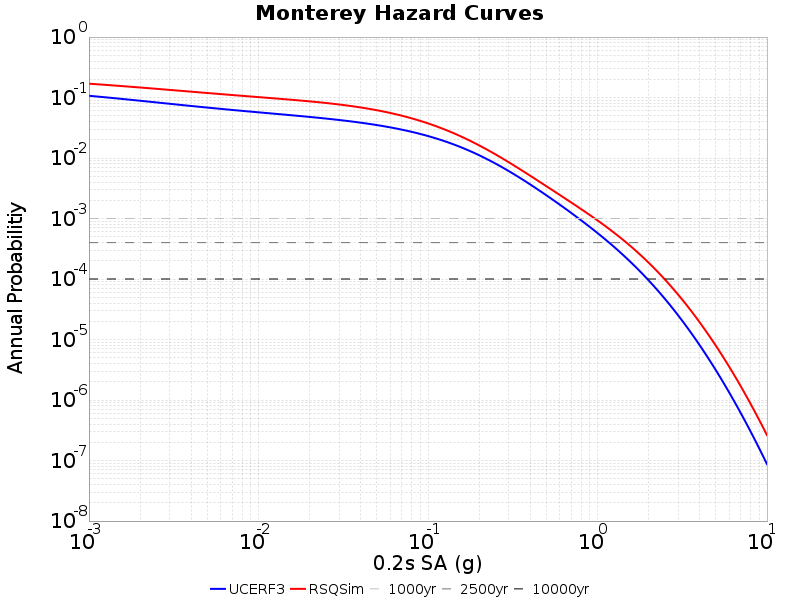 Monterey Hazard Curves
10^0
10^-1
10^-2
10^-3
10^-4
10^-5
10^-6
10^-7
10^-8
Annual Probabilitiy
10^-3 10^-2 10^-1 10^0 10^1
0.2s SA (g)
UCERF3 RSQSim 1000yr 2500yr 10000yr